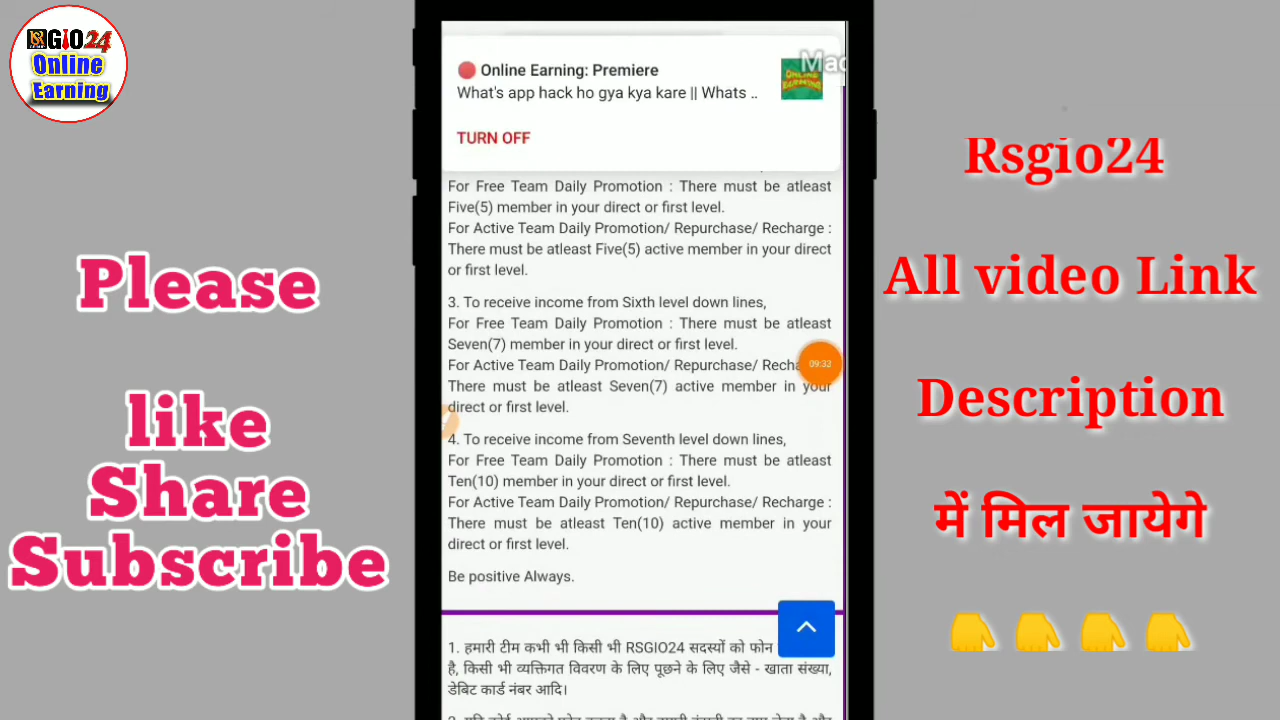 RSGIO24
Online
Earning
Please
like
Share
Subscribe
Online Earning: Premiere
What's app hack ho gya kya kare || Whats ..
ONLINE
EARNING
Mac
TURN OFF
For Free Team Daily Promotion : There must be atleast
Five(5) member in your direct or first level.
For Active Team Daily Promotion/ Repurchase/ Recharge :
There must be atleast Five(5) active member in your direct
or first level.
3. To receive income from Sixth level down lines,
For Free Team Daily Promotion : There must be atleast
Seven(7) member in your direct or first level.
For Active Team Daily Promotion/ Repurchase/ Recha
09:33
There must be atleast Seven(7) active member in your
direct or first level.
4. To receive income from Seventh level down lines,
For Free Team Daily Promotion : There must be atleast
Ten(10) member in your direct or first level.
For Active Team Daily Promotion/ Repurchase/ Recharge :
There must be atleast Ten(10) active member in your
direct or first level.
Be positive Always.
1. हमारी टीम कभी भी किसी भी RSGIO24 सदस्यों को फोन
है, किसी भी व्यक्तिगत विवरण के लिए पूछने के लिए जैसे - खाता संख्या,
डेबिट कार्ड नंबर आदि।
Rsgio24
All video Link
Description
में मिल जायेगे